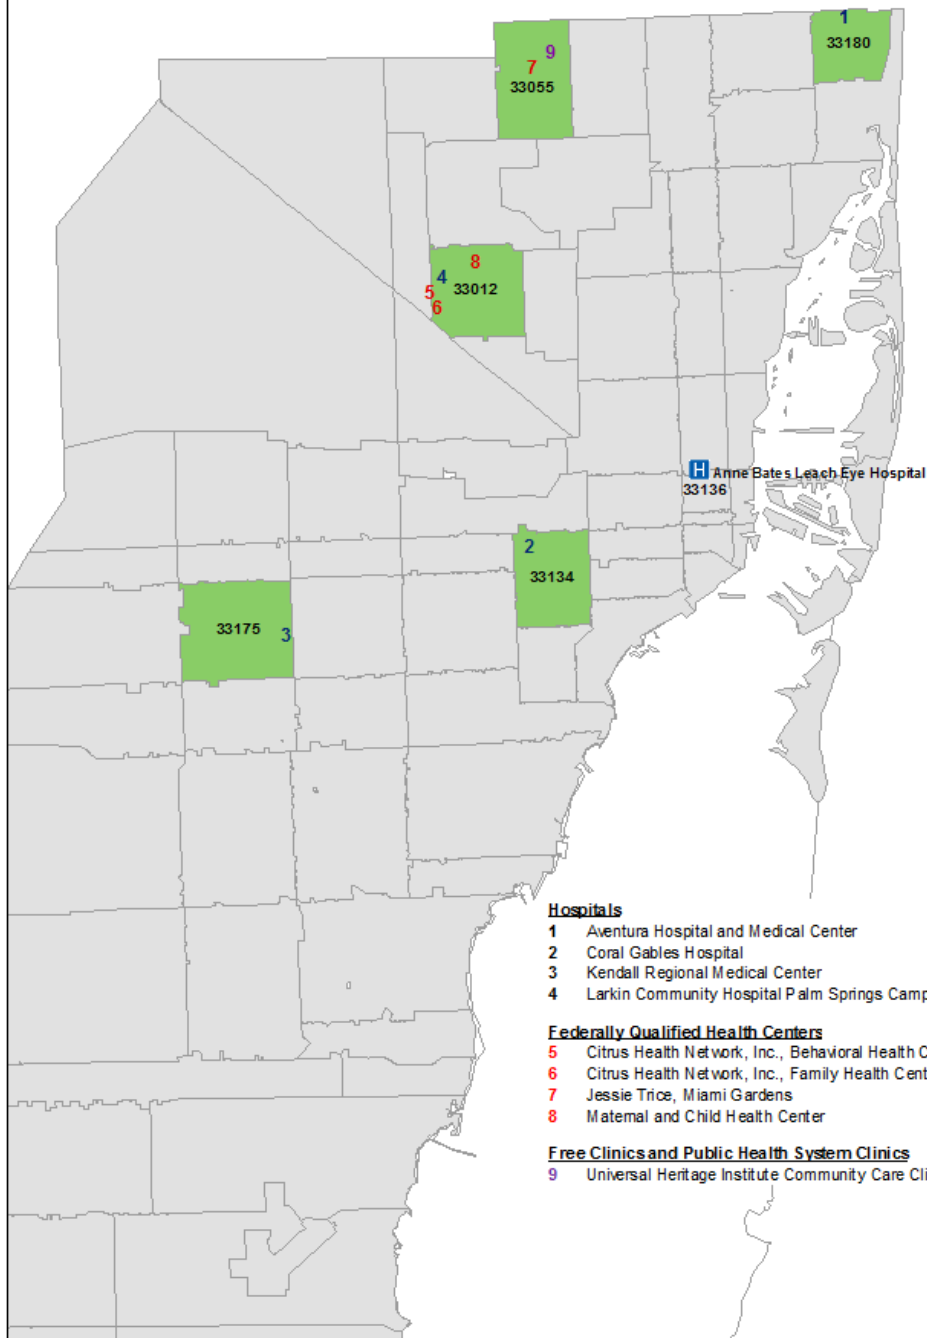 1
33180
9
7
33055
8
4
33012
5
6
H Anne Bates Leach Eye Hospital
33136
2
33134
33175
3
Hospitals
1 Aventura Hospital and Medical Center
2 Coral Gables Hospital
3 Kendall Regional Medical Center
4 Larkin Community Hospital Palm Springs Camp
Federally Qualified Health Centers
5 Citrus Health Network, Inc., Behavioral Health C
6 Citrus Health Network, Inc., Family Health Cent
7 Jessie Trice, Miami Gardens
8 Maternal and Child Health Center
Free Clinics and Public Health System Clinics
9 Universal Heritage Institute Community Care Cli